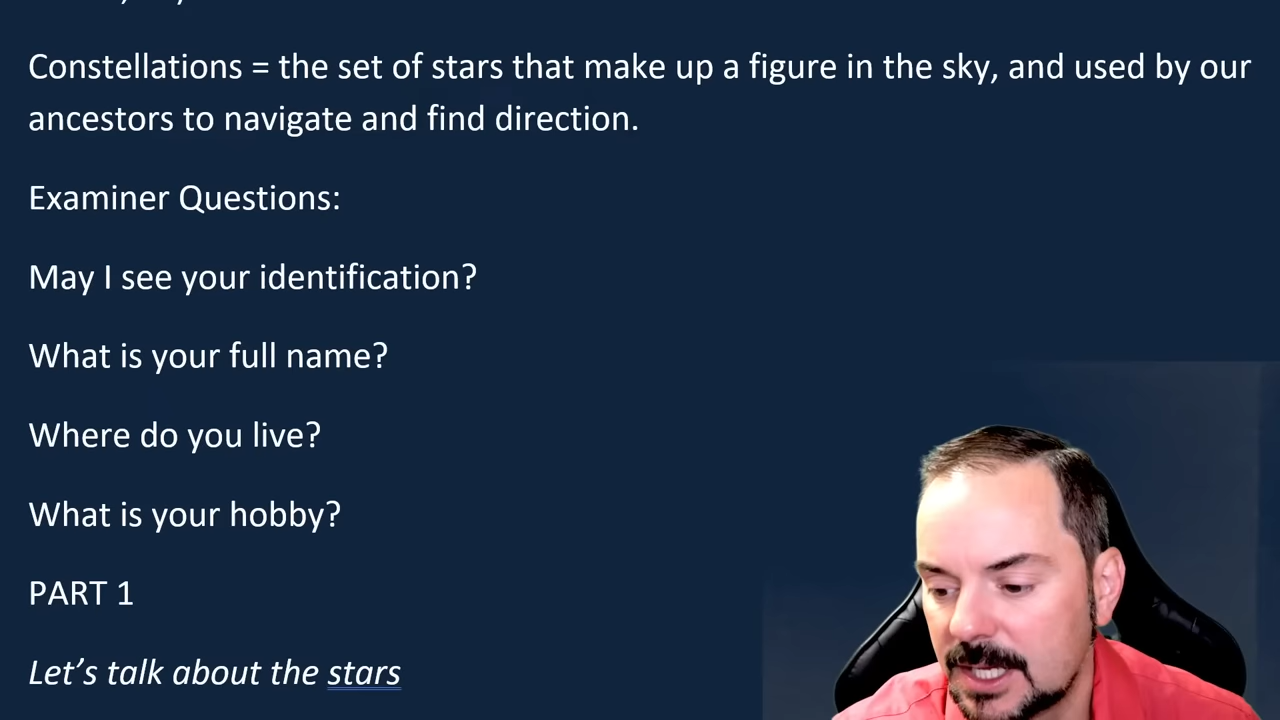 Constellations = the set of stars that make up a figure in the sky, and used by our
ancestors to navigate and find direction.
Examiner Questions:
May I see your identification?
What is your full name?
Where do you live?
What is your hobby?
PART 1
Let’s talk about the stars